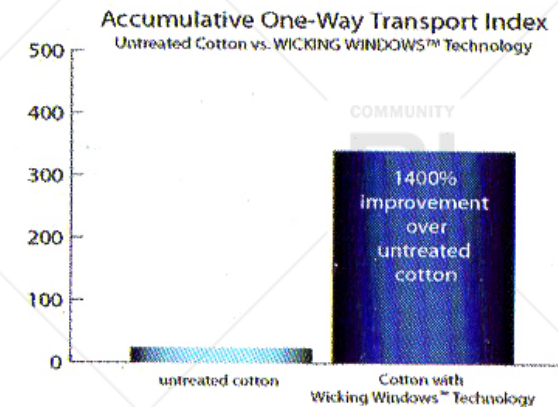 Accumulative One-Way Transport Index
Untreated Cotton vs. WICKING WINDOWS™ Technology
500
400
COMMUNITY
300
1400%
improvement
over
untreated
cotton
200
100
0
untreated cotton
Cotton with
Wicking Windows™ Technology